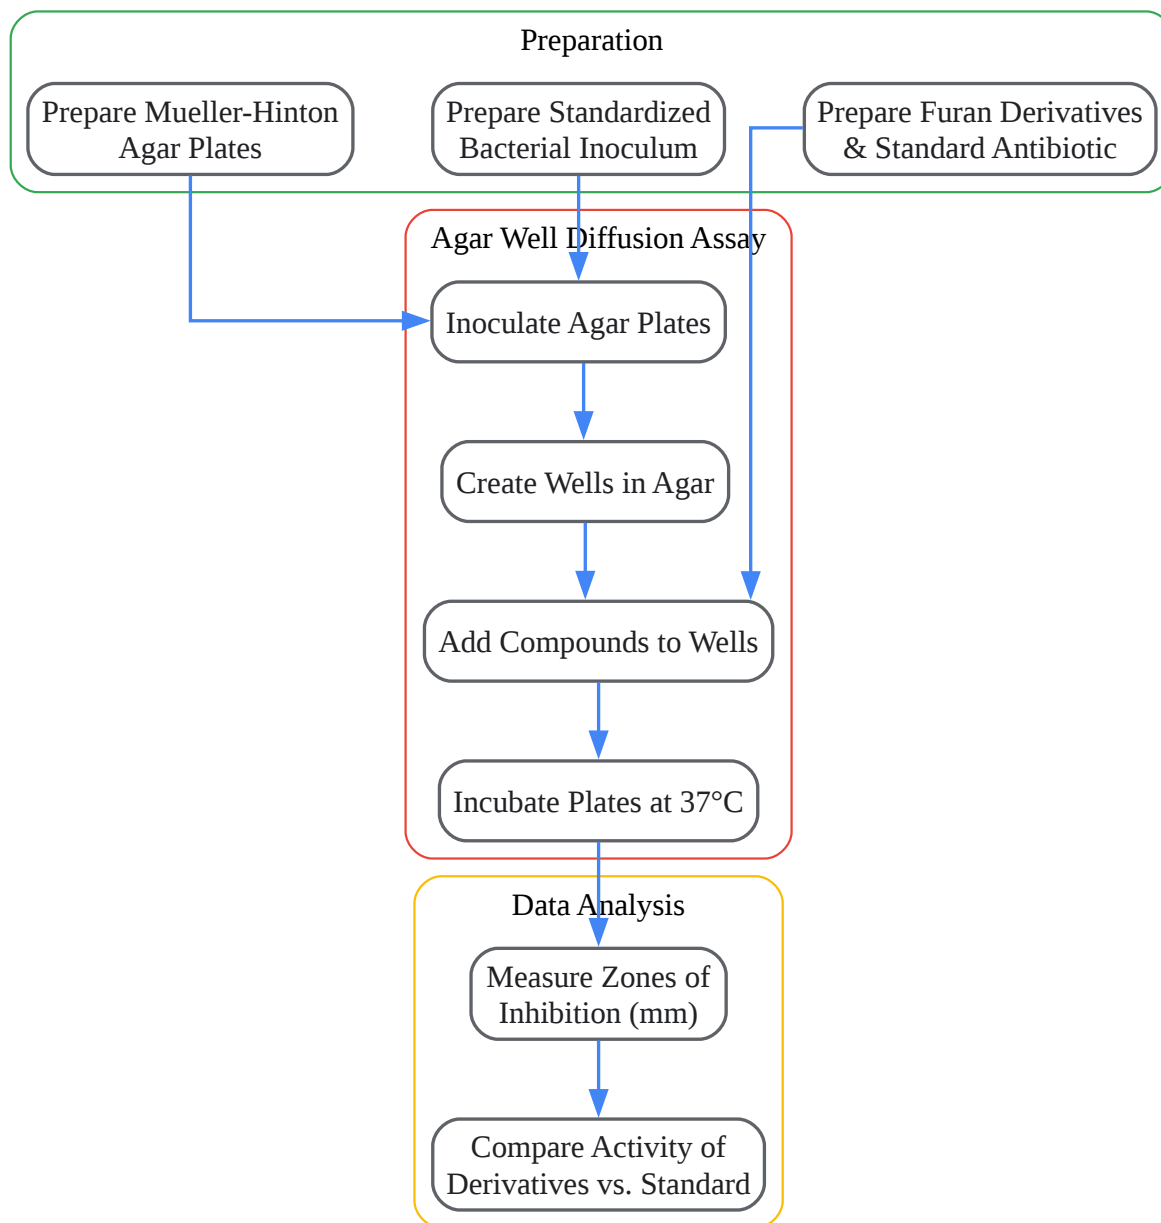 Preparation
Prepare Mueller-Hinton
Agar Plates
Prepare Standardized
Bacterial Inoculum
Prepare Furan Derivatives
& Standard Antibiotic
Agar Well Diffusion Assay
Inoculate Agar Plates
Create Wells in Agar
Add Compounds to Wells
Incubate Plates at 37°C
Data Analysis
Measure Zones of
Inhibition (mm)
Compare Activity of
Derivatives vs. Standard